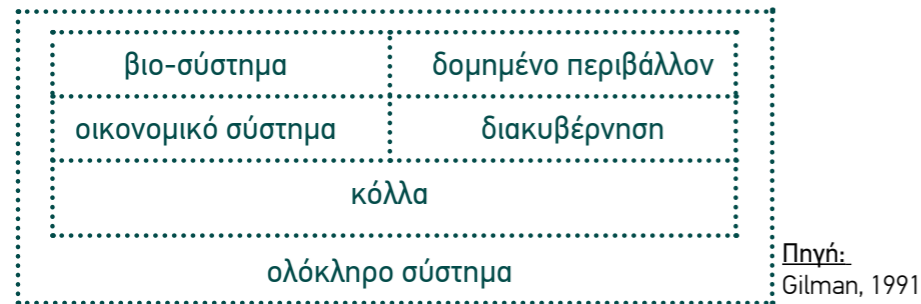 βιο-σύστημα δομημένο περιβάλλον
οικονομικό σύστημα διακυβέρνηση
κόλλα
ολόκληρο σύστημα
Πηγή:
Gilman, 1991